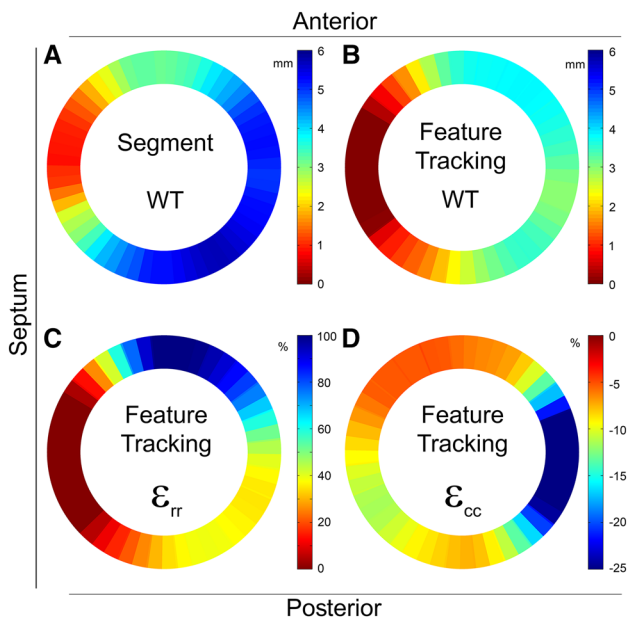 Anterior
Septum
A
Segment
WT
mm
6
5
4
3
2
1
0
B
Feature
Tracking
WT
mm
6
5
4
3
2
1
0
C
Feature
Tracking
εrr
%
100
80
60
40
20
0
D
Feature
Tracking
εcc
%
0
-5
-10
-15
-20
-25
Posterior